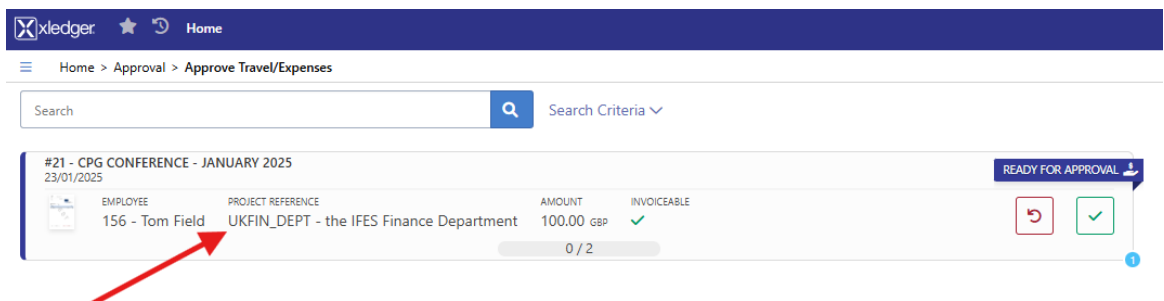 xledger Home
Home > Approval > Approve Travel/Expenses
Search Search Criteria
#21 - CPG CONFERENCE - JANUARY 2025
23/01/2025
READY FOR APPROVAL
EMPLOYEE PROJECT REFERENCE AMOUNT INVOICEABLE
156 - Tom Field UKFIN_DEPT - the IFES Finance Department 100.00 GBP
0 / 2
1